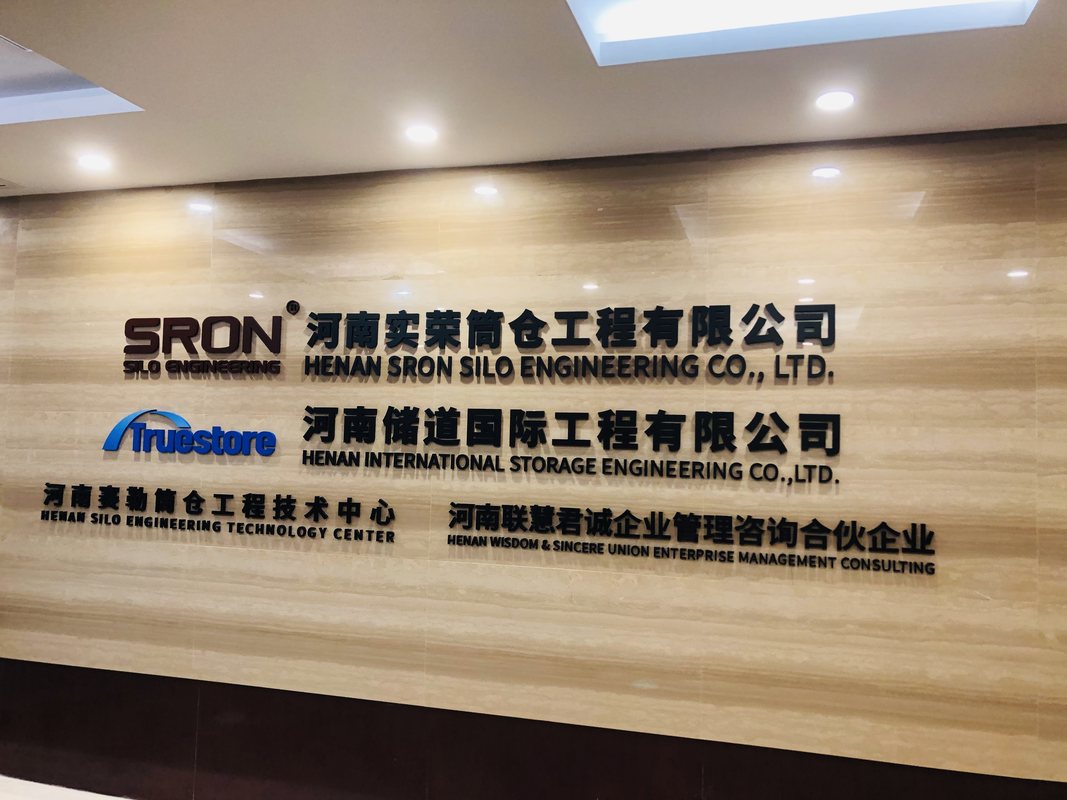 SRON®
SILO ENGINEERING
河南实荣筒仓工程有限公司
HENAN SRON SILO ENGINEERING CO., LTD.
Truestore
河南储道国际工程有限公司
HENAN INTERNATIONAL STORAGE ENGINEERING CO.,LTD.
河南赛勒筒仓工程技术中心
HENAN SILO ENGINEERING TECHNOLOGY CENTER
河南联慧君诚企业管理咨询合伙企业
HENAN WISDOM & SINCERE UNION ENTERPRISE MANAGEMENT CONSULTING